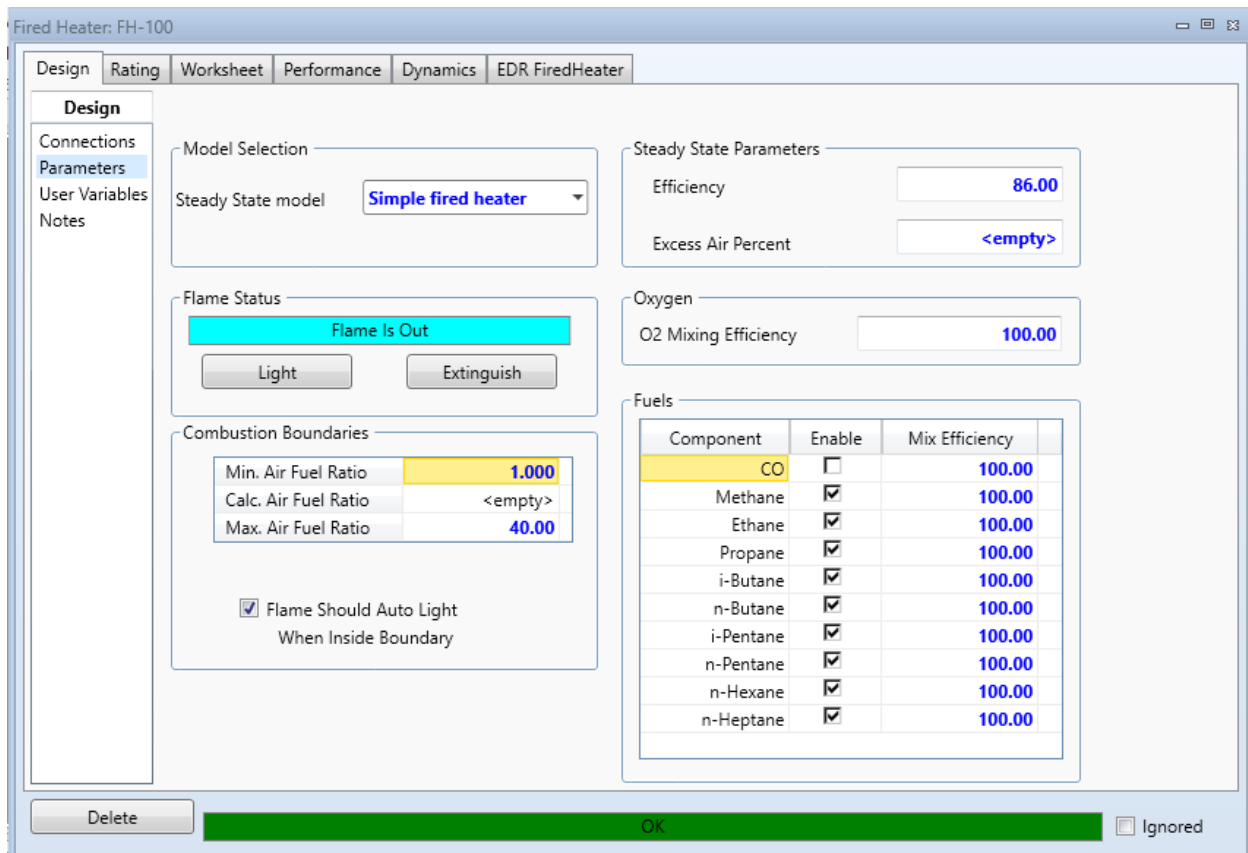 Fired Heater: FH-100
Design Rating Worksheet Performance Dynamics EDR FiredHeater
Design
Connections
Parameters
User Variables
Notes
Model Selection
Steady State model Simple fired heater
Steady State Parameters
Efficiency 86.00
Excess Air Percent <empty>
Flame Status
Flame Is Out
Light Extinguish
Oxygen
O2 Mixing Efficiency 100.00
Combustion Boundaries
Min. Air Fuel Ratio 1.000
Calc. Air Fuel Ratio <empty>
Max. Air Fuel Ratio 40.00
Flame Should Auto Light
When Inside Boundary
Fuels
Component Enable Mix Efficiency
CO 100.00
Methane 100.00
Ethane 100.00
Propane 100.00
i-Butane 100.00
n-Butane 100.00
i-Pentane 100.00
n-Pentane 100.00
n-Hexane 100.00
n-Heptane 100.00
Delete
OK
Ignored